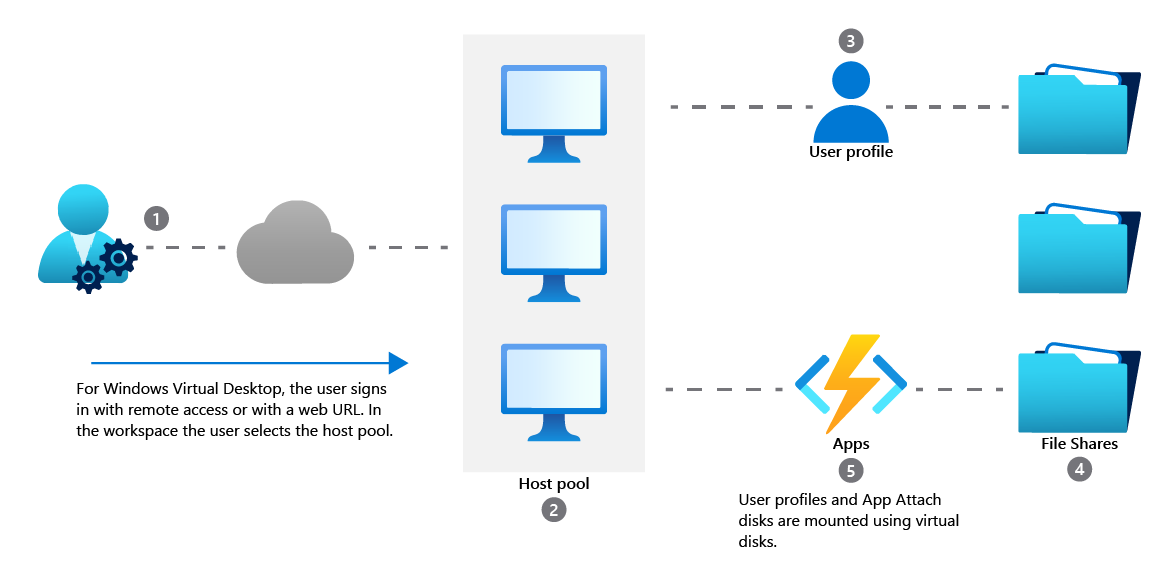 3
User profile
1
For Windows Virtual Desktop, the user signs
in with remote access or with a web URL. In
the workspace the user selects the host pool.
Host pool
2
Apps
5
User profiles and App Attach
disks are mounted using virtual
disks.
File Shares
4